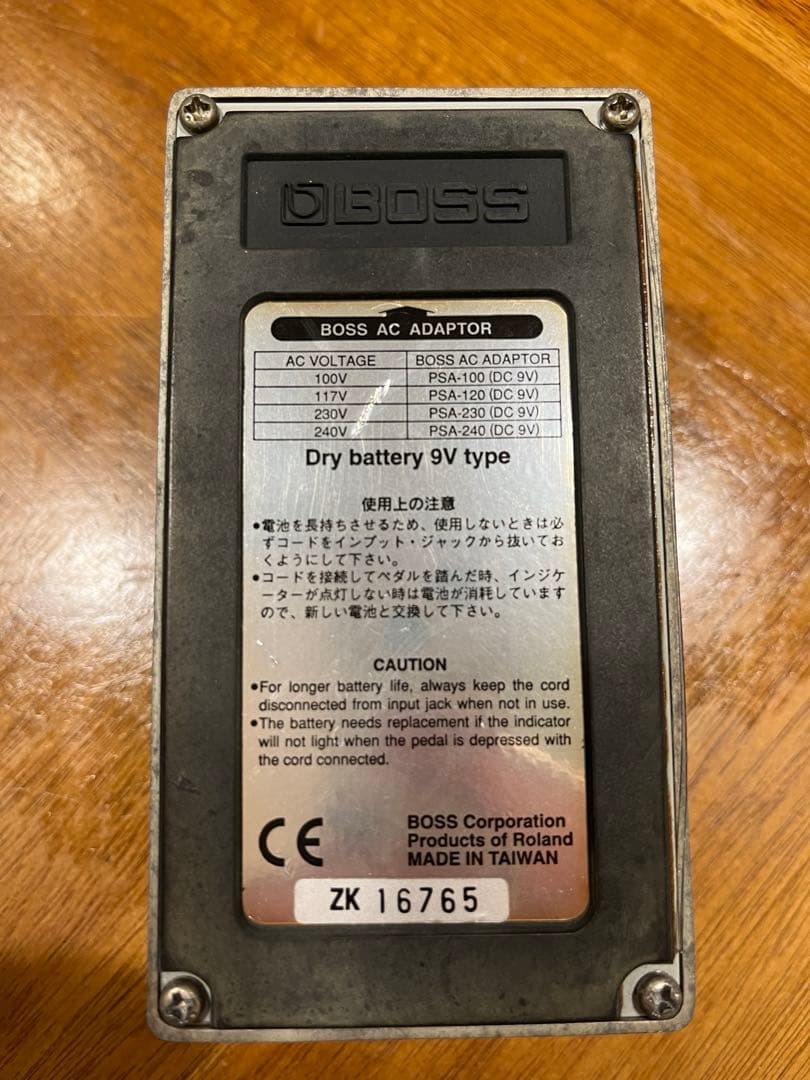 BOSS
BOSS AC ADAPTOR
AC VOLTAGE BOSS AC ADAPTOR
100V PSA-100 (DC 9V)
117V PSA-120 (DC 9V)
230V PSA-230 (DC 9V)
240V PSA-240 (DC 9V)
Dry battery 9V type
使用上の注意
●電池を長持ちさせるため、使用しないときは必
ずコードをインプット・ジャックから抜いてお
くようにして下さい。
●コードを接続してペダルを踏んだ時、インジケ
ーターが点灯しない時は電池が消耗しています
ので、新しい電池と交換して下さい。
CAUTION
●For longer battery life, always keep the cord
disconnected from input jack when not in use.
●The battery needs replacement if the indicator
will not light when the pedal is depressed with
the cord connected.
CE
BOSS Corporation
Products of Roland
MADE IN TAIWAN
ZK 16765